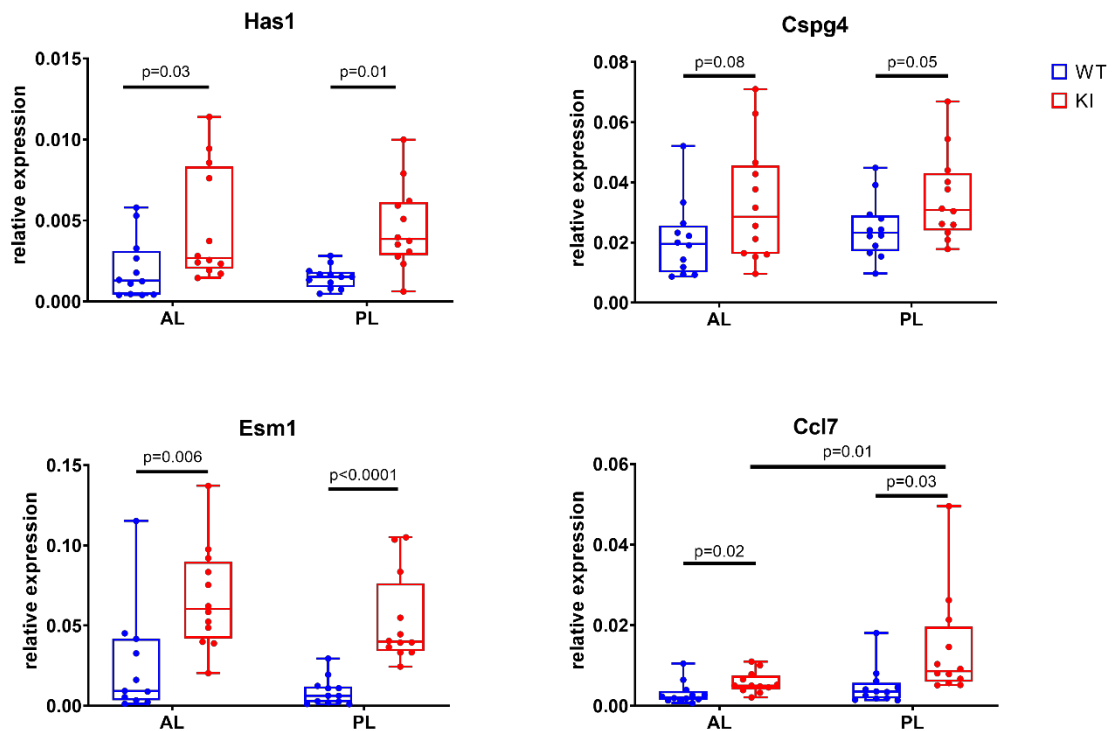 Has1
relative expression
0.015
0.010
0.005
0.000
p=0.03
p=0.01
AL
PL
Cspg4
relative expression
0.08
0.06
0.04
0.02
0.00
p=0.08
p=0.05
AL
PL
WT
KI
Esm1
relative expression
0.15
0.10
0.05
0.00
p=0.006
p<0.0001
AL
PL
Ccl7
relative expression
0.06
0.04
0.02
0.00
p=0.01
p=0.03
p=0.02
AL
PL